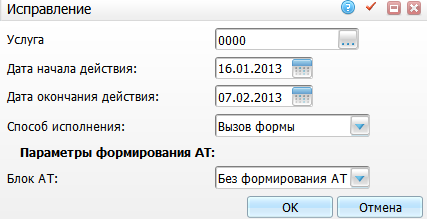 Исправление
Услуга 0000 ...
Дата начала действия: 16.01.2013
Дата окончания действия: 07.02.2013
Способ исполнения: Вызов формы
Параметры формирования АТ:
Блок АТ: Без формирования АТ
ОК Отмена